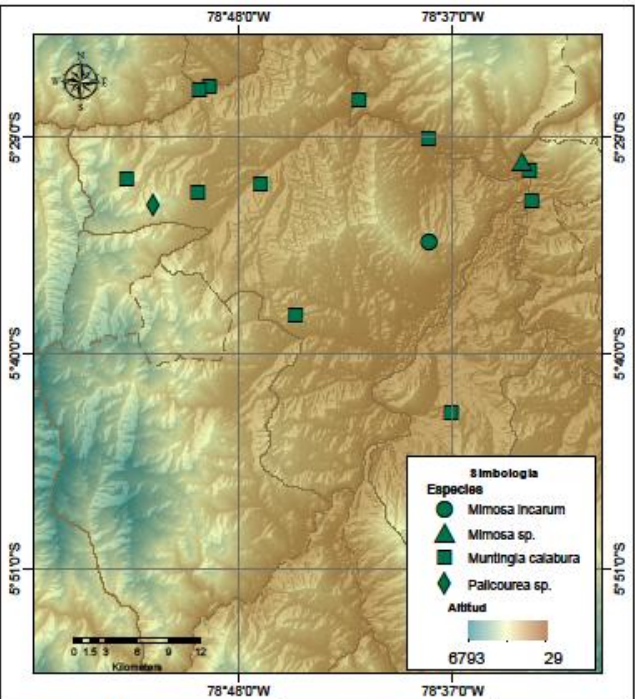 78°48'0"W 78°37'0"W
N
W E
S
5°29'0"S 5°29'0"S
5°40'0"S 5°40'0"S
5°51'0"S 5°51'0"S
Simbologia
Especies
Mimosa incarum
Mimosa sp.
Muntingia calabura
Palicourea sp.
Altitud
6793 29
0 1.5 3 6 9 12
Kilometers
78°48'0"W 78°37'0"W